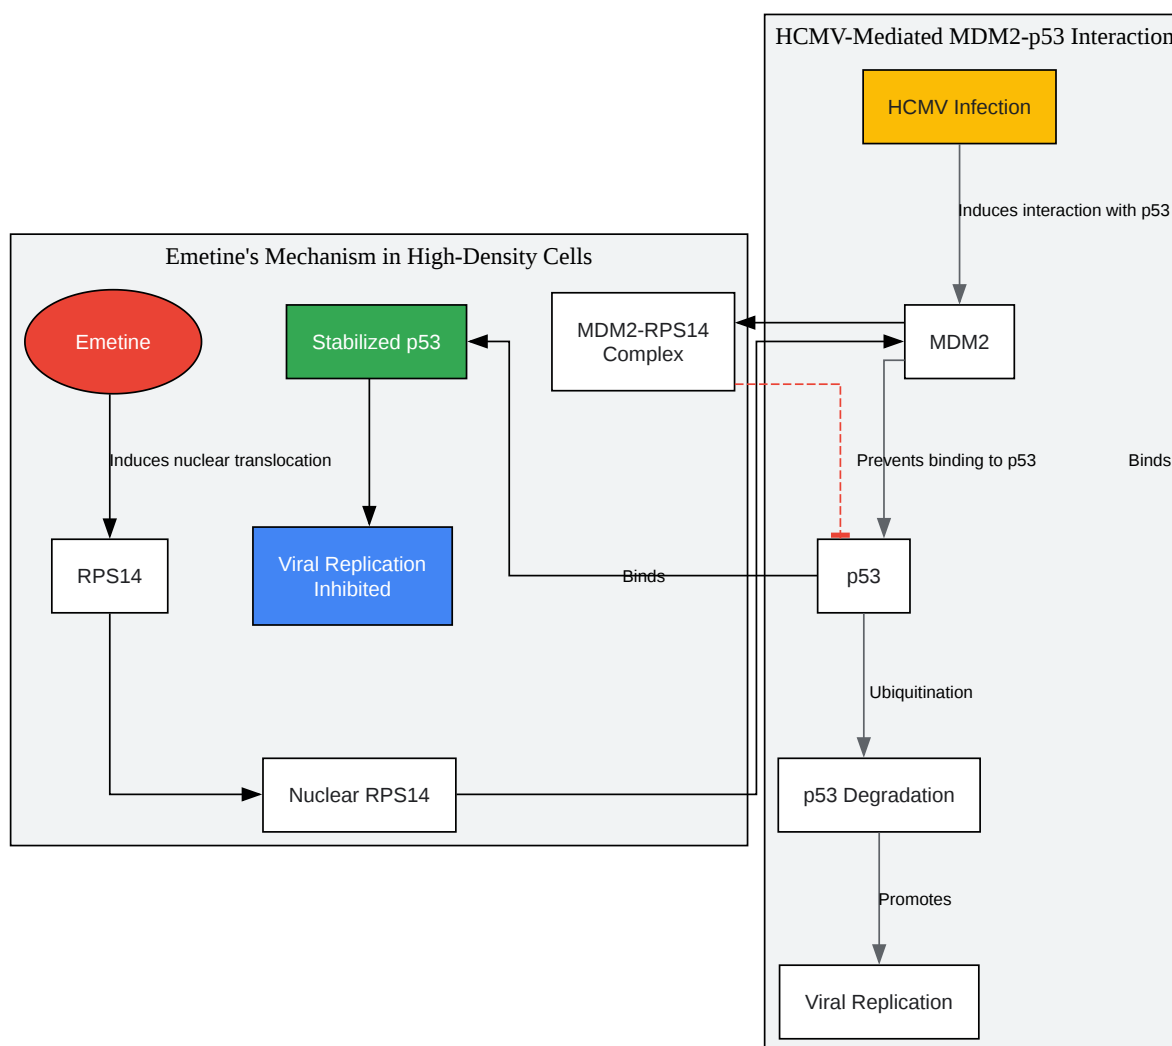 HCMV-Mediated MDM2-p53 Interaction
HCMV Infection
Induces interaction with p53
Emetine's Mechanism in High-Density Cells
Emetine
Stabilized p53
MDM2-RPS14
Complex
MDM2
Induces nuclear translocation
Prevents binding to p53
Binds
RPS14
Viral Replication
Inhibited
Binds
p53
Ubiquitination
Nuclear RPS14
p53 Degradation
Promotes
Viral Replication